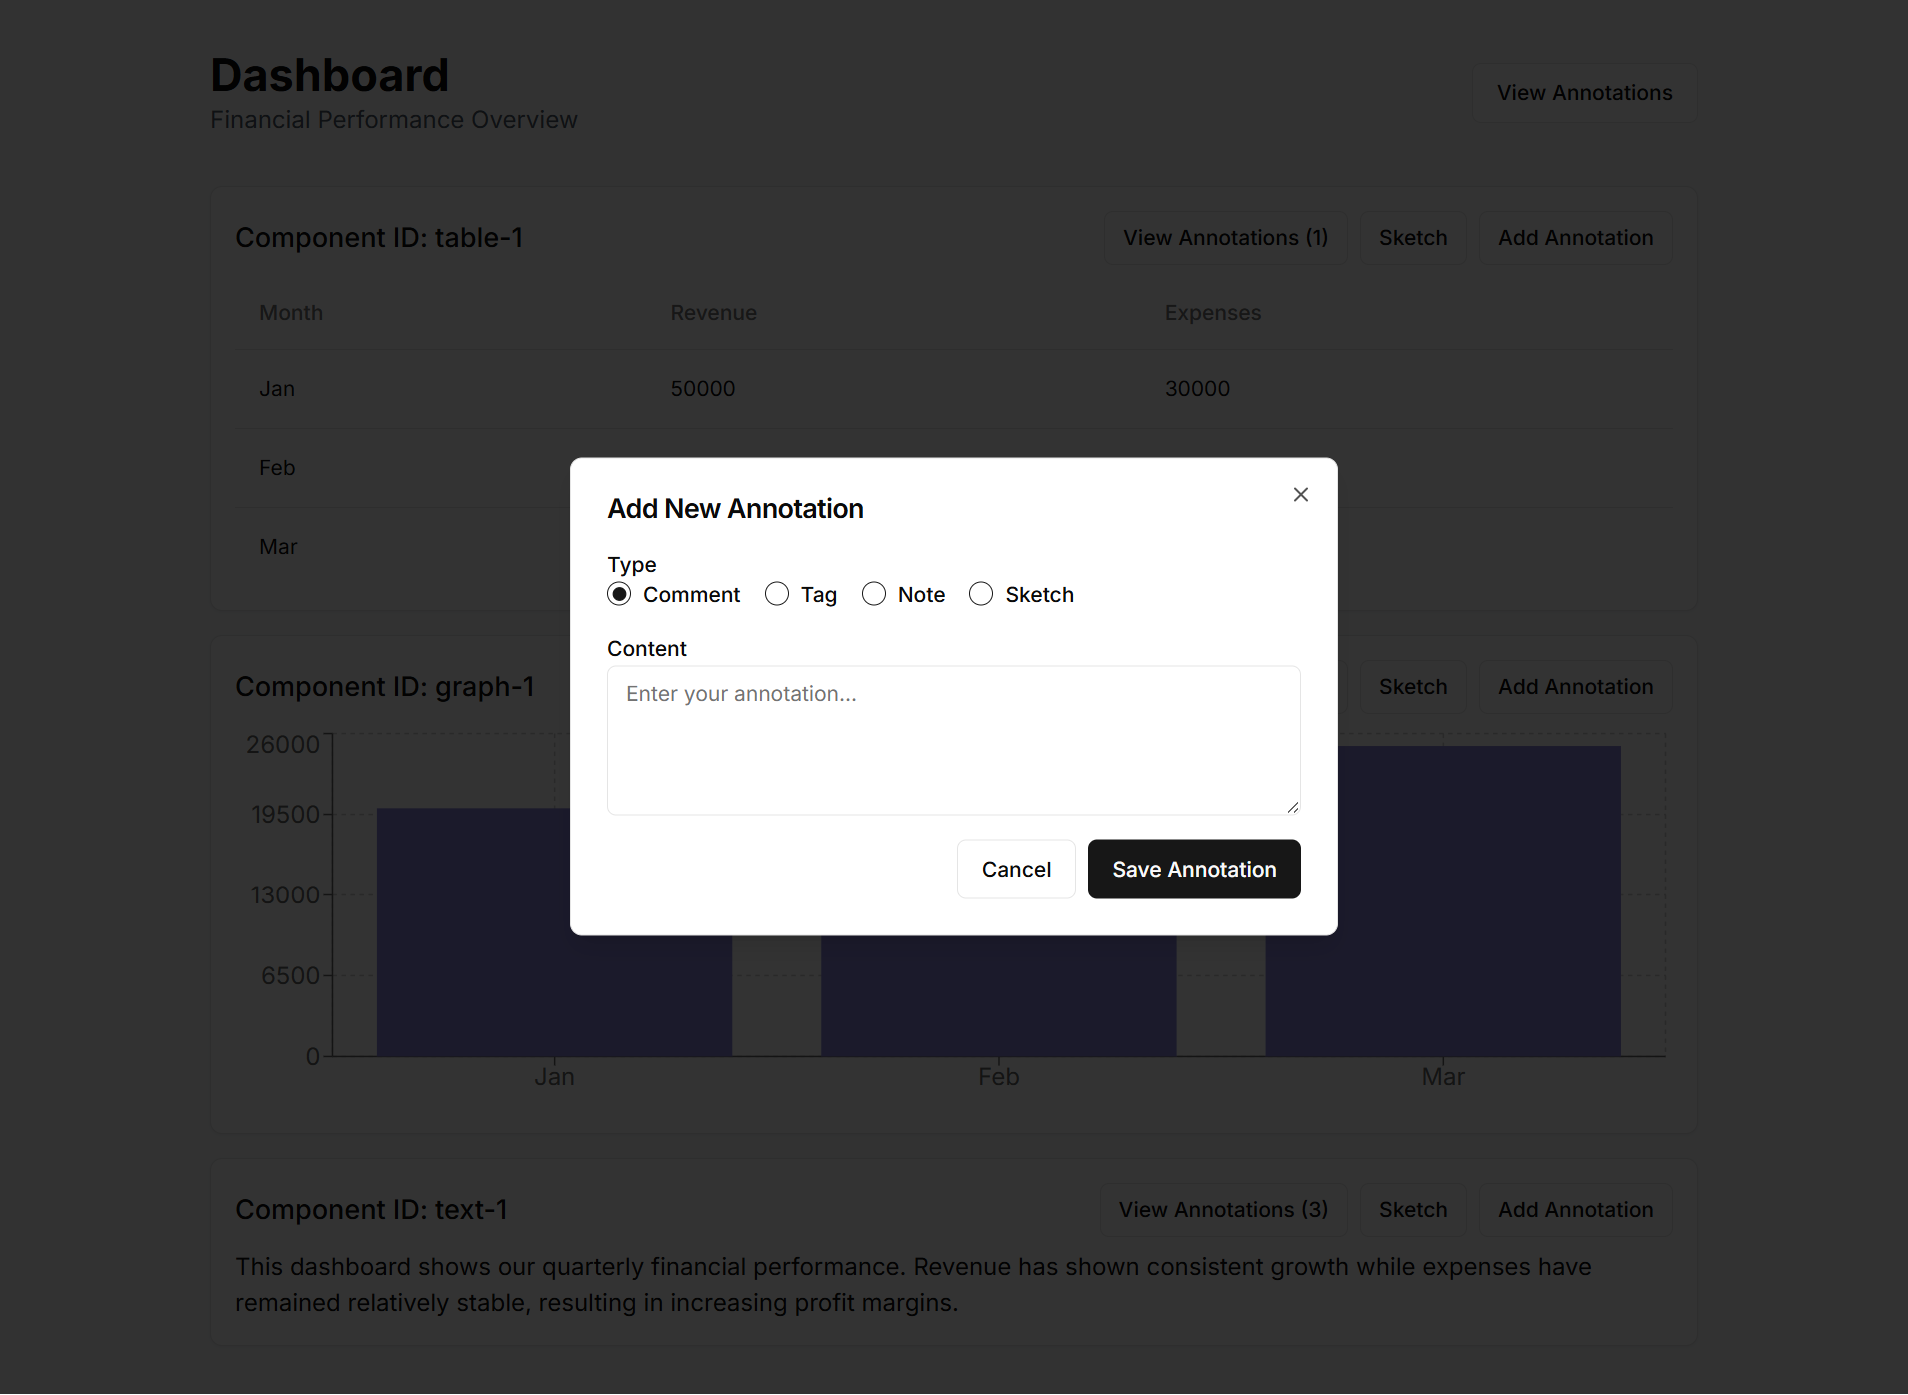 Dashboard
Financial Performance Overview
View Annotations
Component ID: table-1
View Annotations (1)
Sketch
Add Annotation
Month
Revenue
Expenses
Jan
50000
30000
Feb
Mar
Add New Annotation
Type
Comment
Tag
Note
Sketch
Content
Enter your annotation...
Cancel
Save Annotation
Component ID: graph-1
Sketch
Add Annotation
26000
19500
13000
6500
0
Jan
Feb
Mar
Component ID: text-1
View Annotations (3)
Sketch
Add Annotation
This dashboard shows our quarterly financial performance. Revenue has shown consistent growth while expenses have
remained relatively stable, resulting in increasing profit margins.